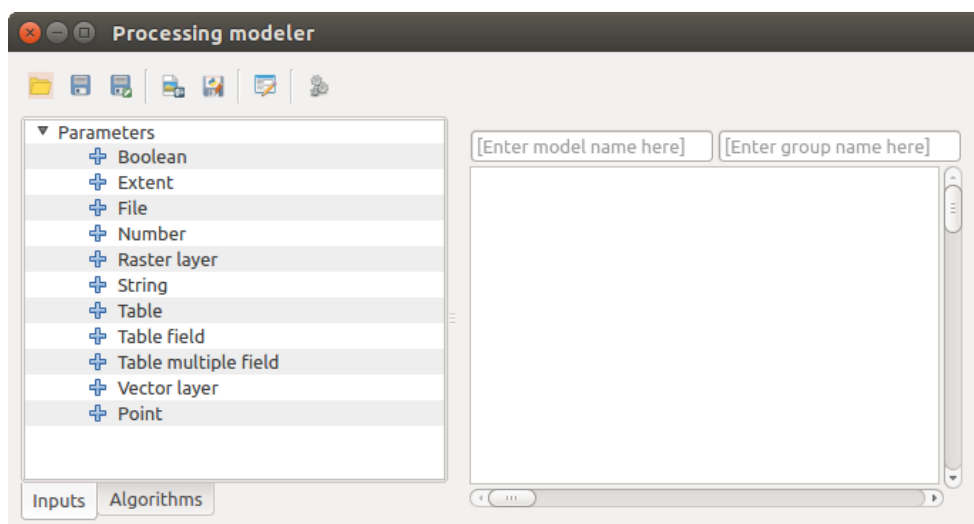 Processing modeler
Parameters
Boolean
Extent
File
Number
Raster layer
String
Table
Table field
Table multiple field
Vector layer
Point
Inputs
Algorithms
[Enter model name here]
[Enter group name here]